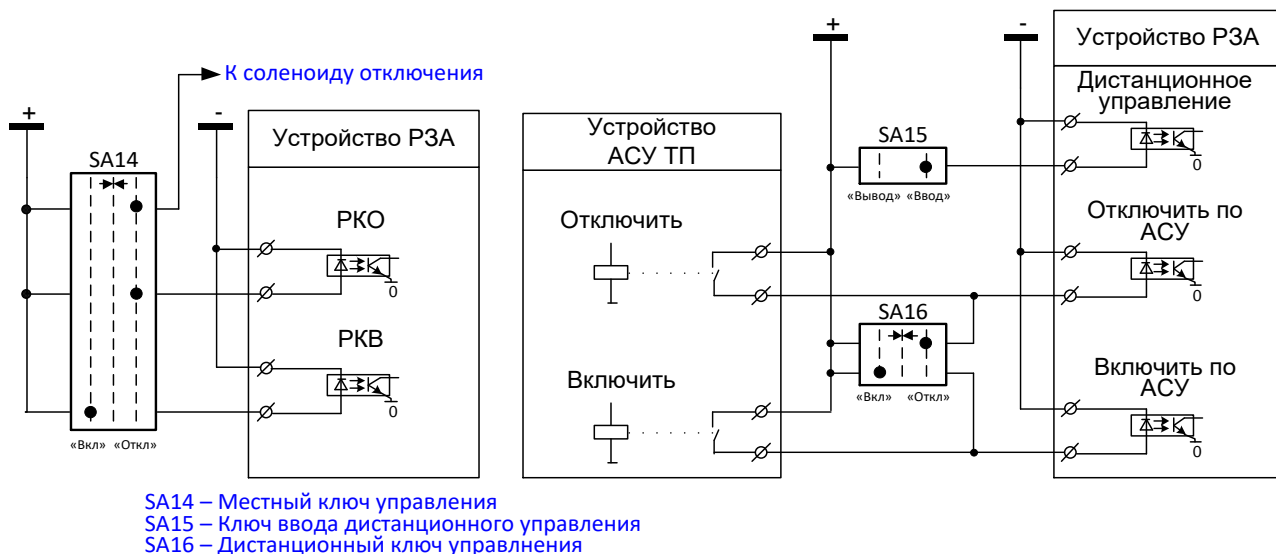 К соленоиду отключения
+
-
SA14
«Вкл» «Откл»
Устройство РЗА
РКО
0
РКВ
0
Устройство
АСУ ТП
Отключить
Включить
+
-
SA15
«Вывод» «Ввод»
SA16
«Вкл» «Откл»
Устройство РЗА
Дистанционное
управление
0
Отключить по
АСУ
0
Включить по
АСУ
0
SA14 – Местный ключ управления
SA15 – Ключ ввода дистанционного управления
SA16 – Дистанционный ключ управлнения